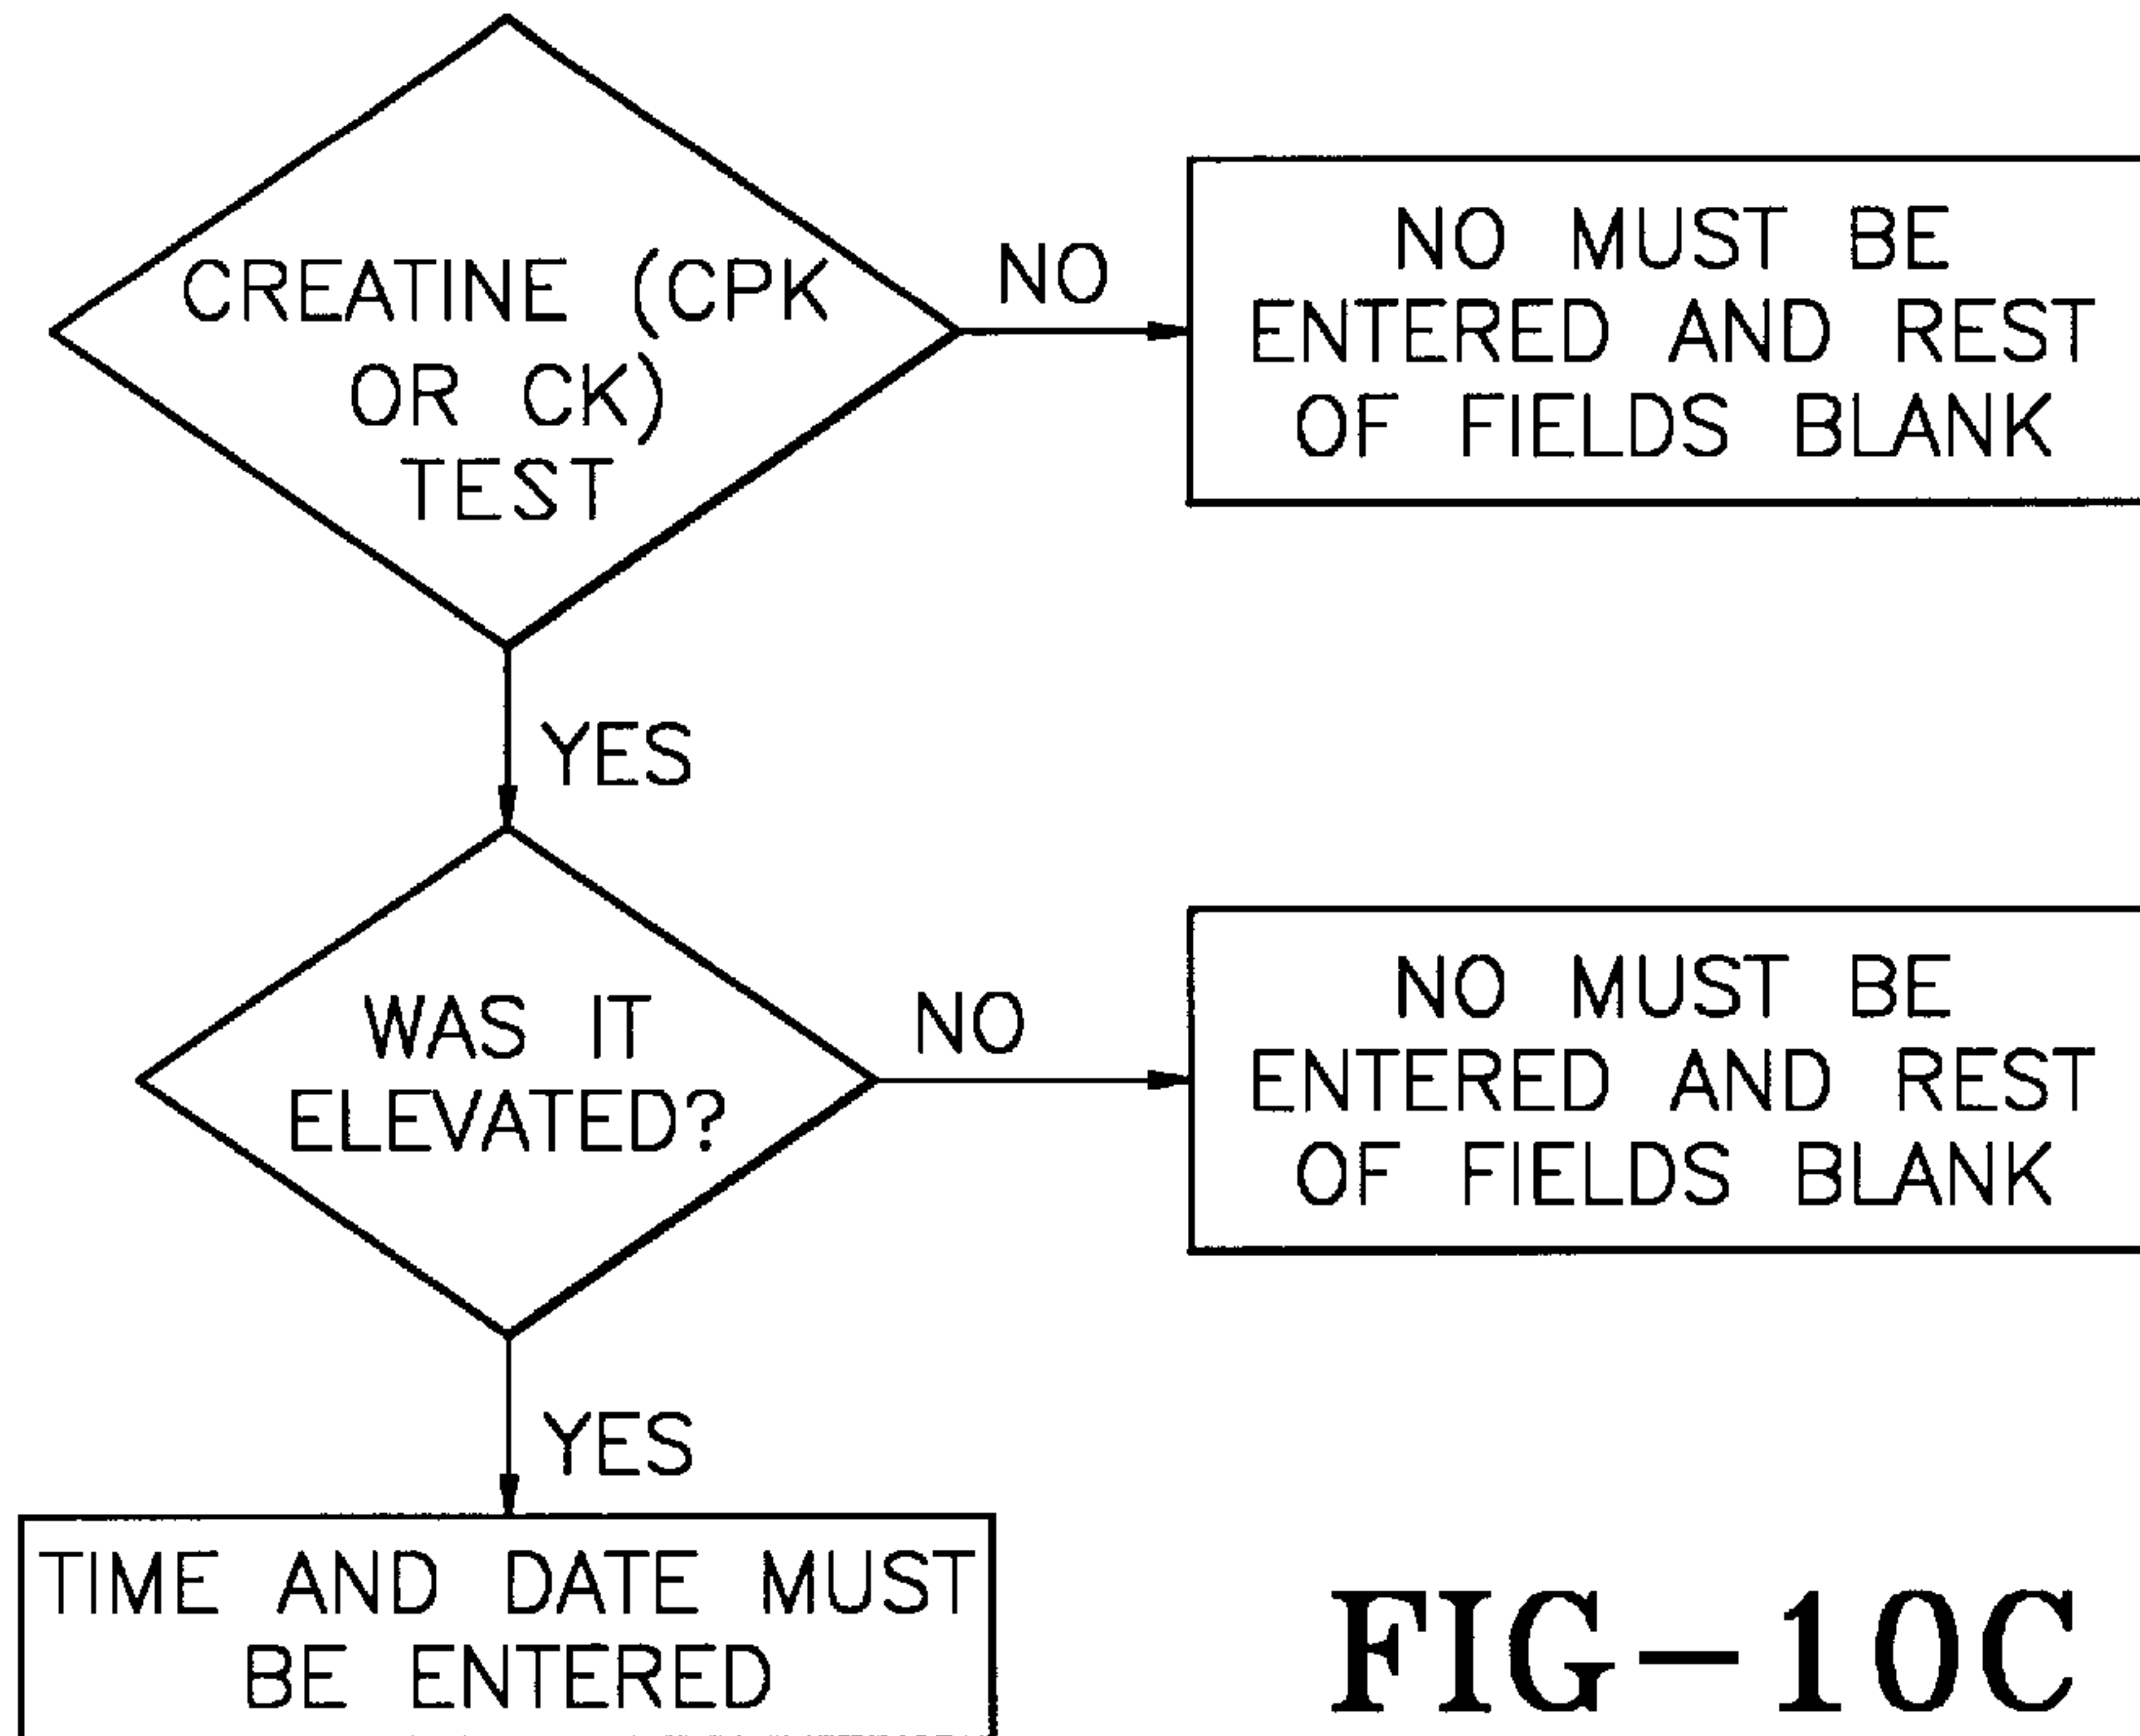 CREATINE (CPK
OR CK)
TEST
NO
NO MUST BE
ENTERED AND REST
OF FIELDS BLANK
YES
WAS IT
ELEVATED?
NO
NO MUST BE
ENTERED AND REST
OF FIELDS BLANK
YES
TIME AND DATE MUST
BE ENTERED
FIG-10C